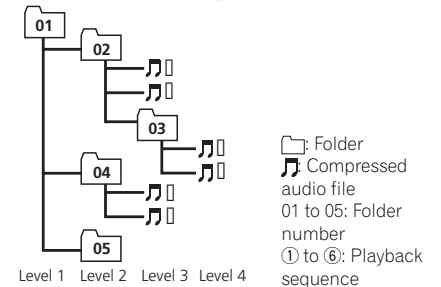 01
02
03
04
05
Level 1 Level 2 Level 3 Level 4
: Folder
: Compressed
audio file
01 to 05: Folder
number
① to ⑥: Playback
sequence